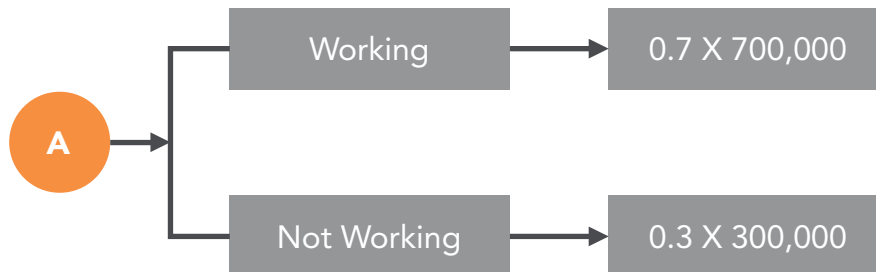 Working
0.7 X 700,000
A
Not Working
0.3 X 300,000